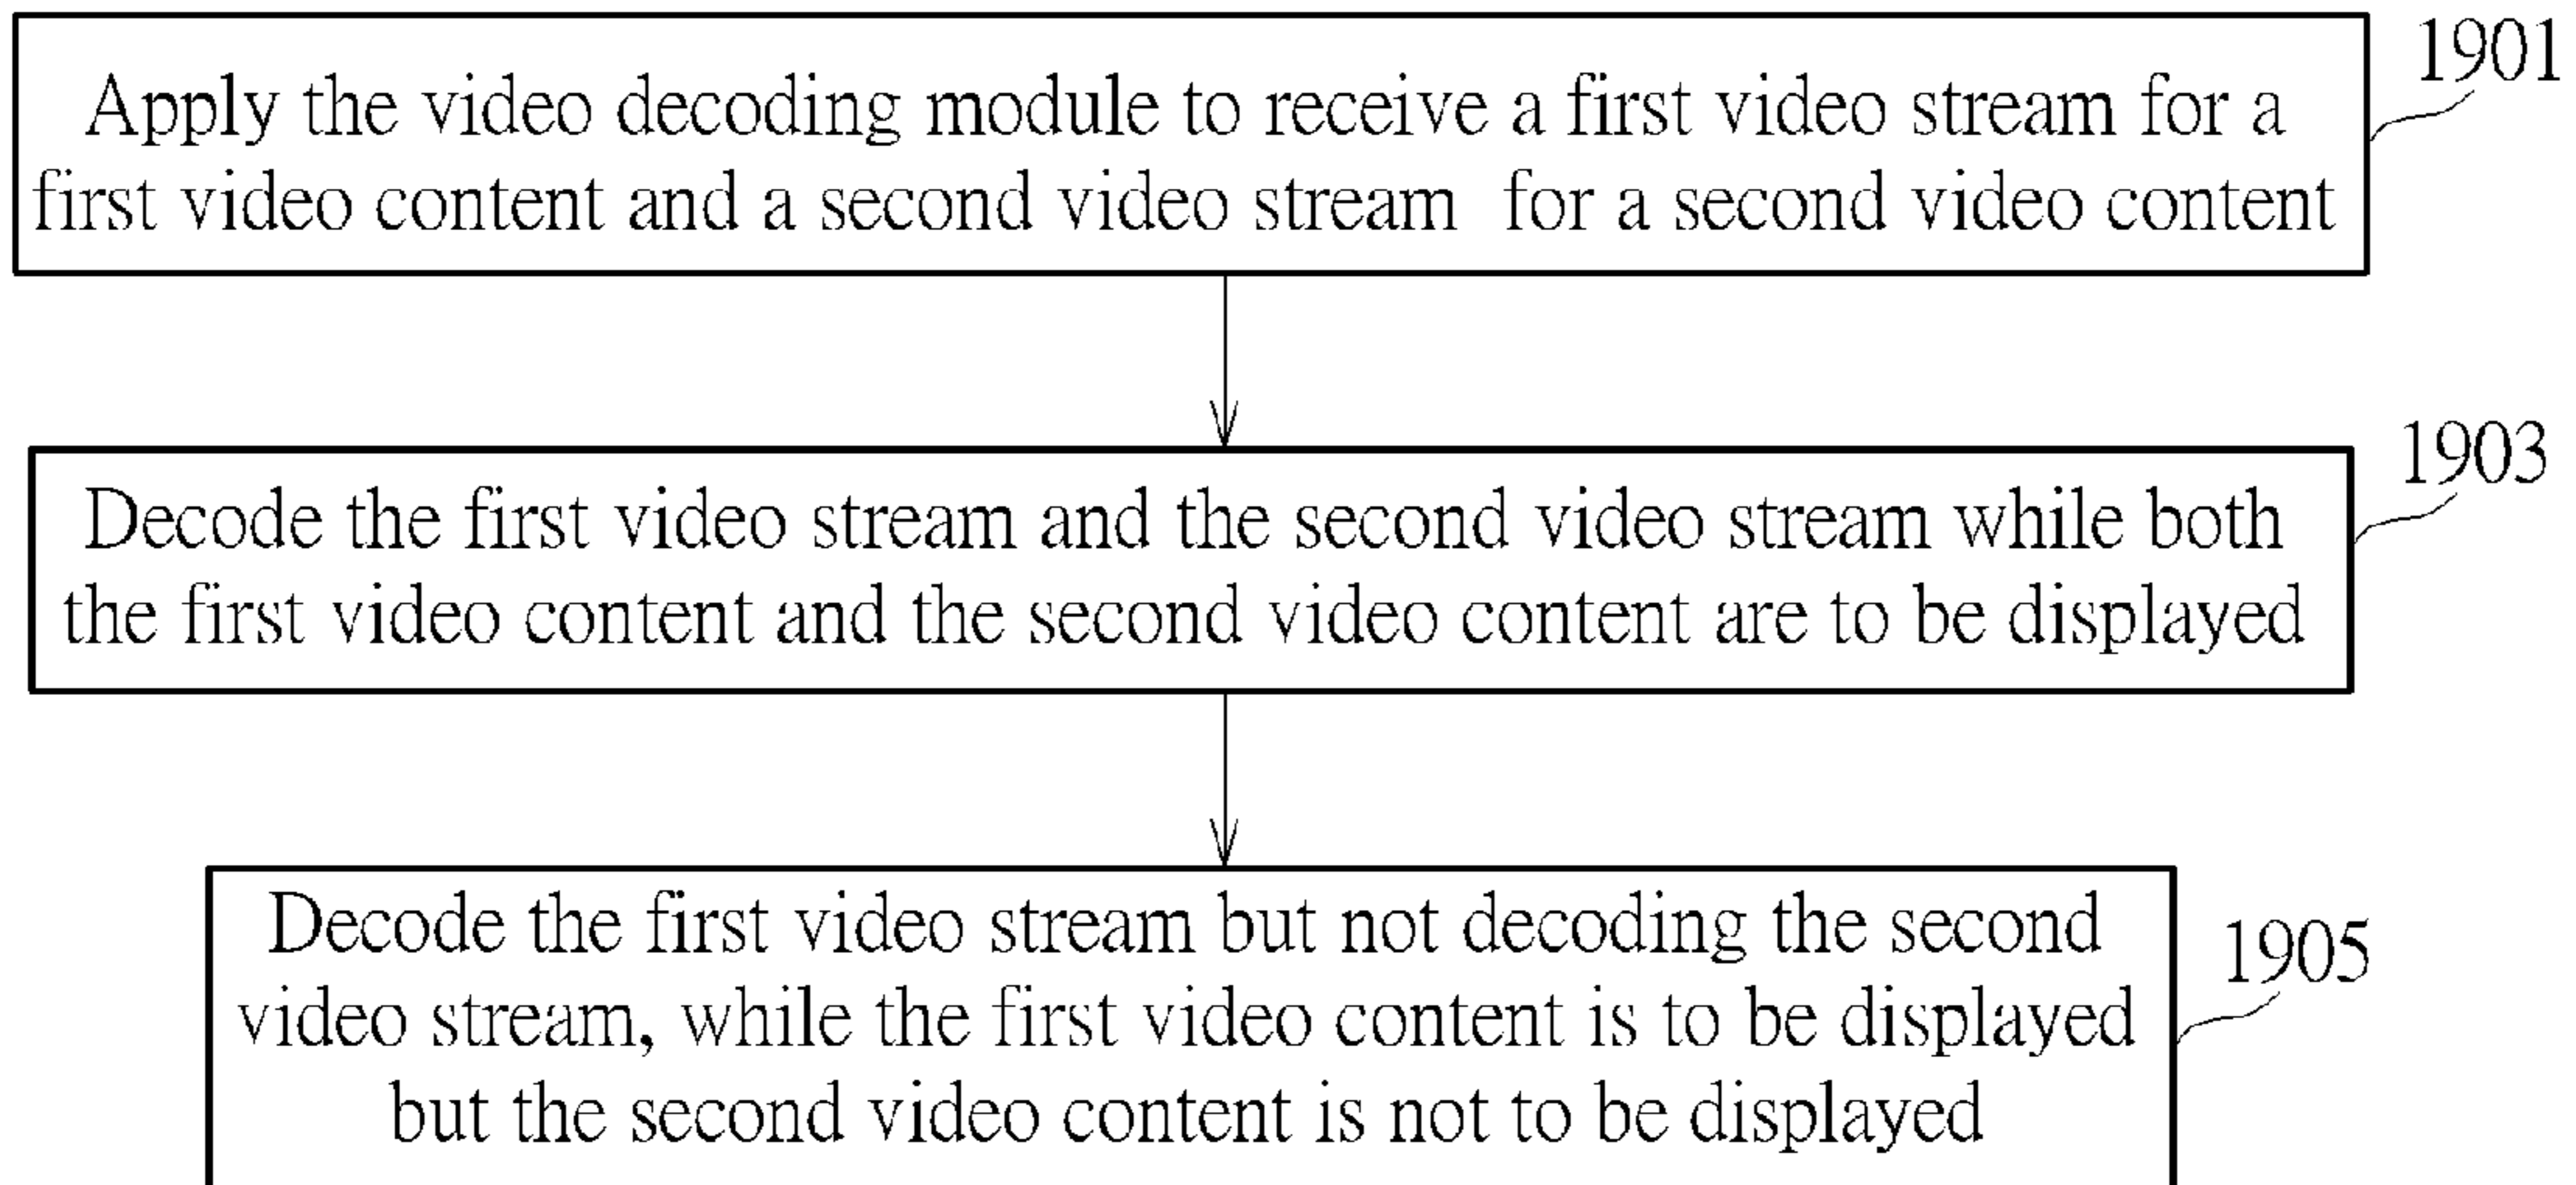 1901
Apply the video decoding module to receive a first video stream for a
first video content and a second video stream for a second video content
1903
Decode the first video stream and the second video stream while both
the first video content and the second video content are to be displayed
Decode the first video stream but not decoding the second
1905
video stream, while the first video content is to be displayed
but the second video content is not to be displayed